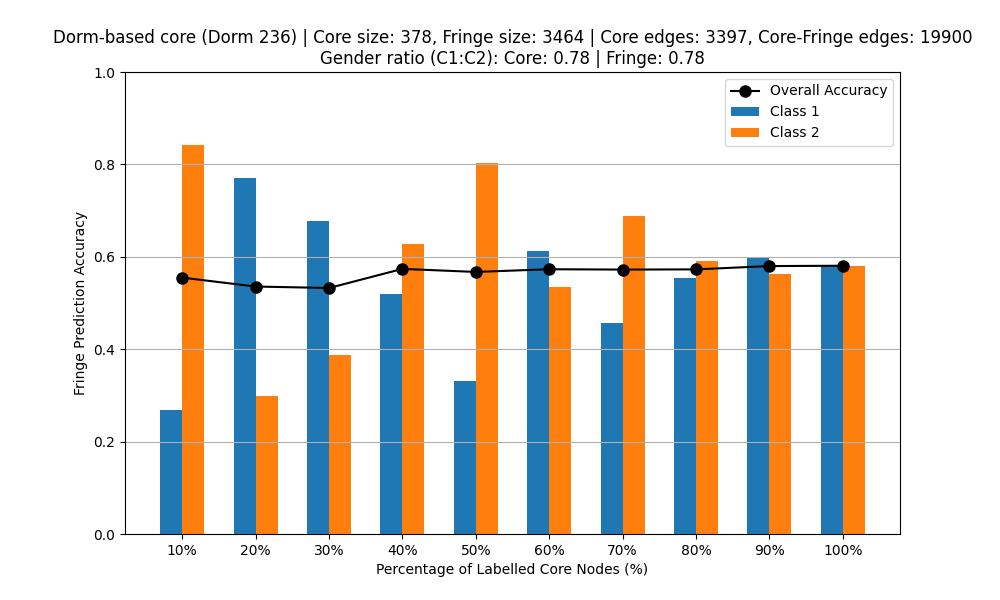 Dorm-based core (Dorm 236) | Core size: 378, Fringe size: 3464 | Core edges: 3397, Core-Fringe edges: 19900
Gender ratio (C1:C2): Core: 0.78 | Fringe: 0.78
Overall Accuracy
Class 1
Class 2
Fringe Prediction Accuracy
1.0
0.8
0.6
0.4
0.2
0.0
10% 20% 30% 40% 50% 60% 70% 80% 90% 100%
Percentage of Labelled Core Nodes (%)